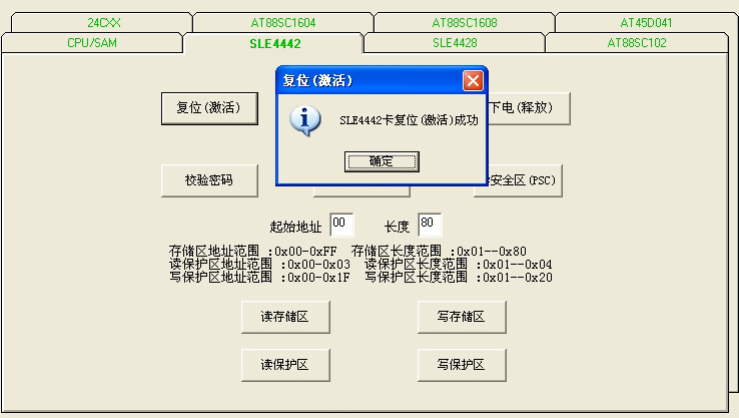 24CXX AT88SC1604 AT88SC1608 AT45D041
CPU/SAM SLE4442 SLE4428 AT88SC102
复位(激活)
复位(激活) SLE4442卡复位(激活)成功 下电(释放)
确定
校验密码 安全区(PSC)
起始地址 00 长度 80
存储区地址范围 :0x00-0xFF 存储区长度范围 :0x01--0x80
读保护区地址范围 :0x00-0x03 读保护区长度范围 :0x01--0x04
写保护区地址范围 :0x00-0x1F 写保护区长度范围 :0x01--0x20
读存储区 写存储区
读保护区 写保护区